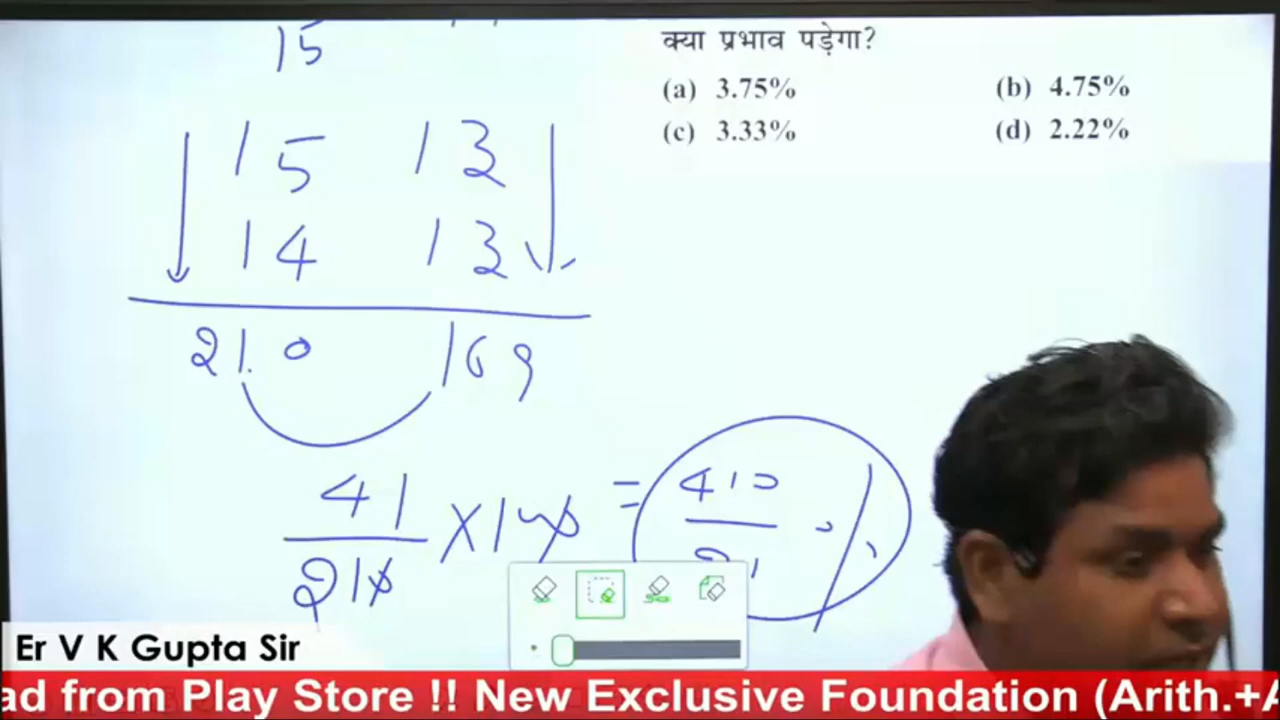 15
क्या प्रभाव पड़ेगा?
(a) 3.75% (b) 4.75%
(c) 3.33% (d) 2.22%
15 13
14 13
210 169
41
210 × 100 = 410
21 %
Er V K Gupta Sir
ad from Play Store !! New Exclusive Foundation (Arith.+A